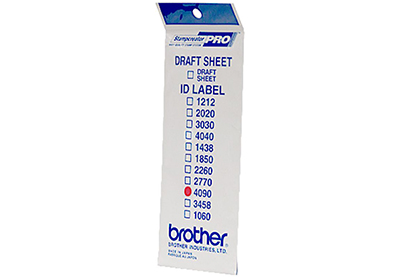 Stampcreator PRO
DRAFT SHEET
DRAFT
SHEET
ID LABEL
1212
2020
3030
4040
1438
1850
2260
2770
4090
3458
1060
brother
BROTHER INDUSTRIES, LTD.
MADE IN JAPAN